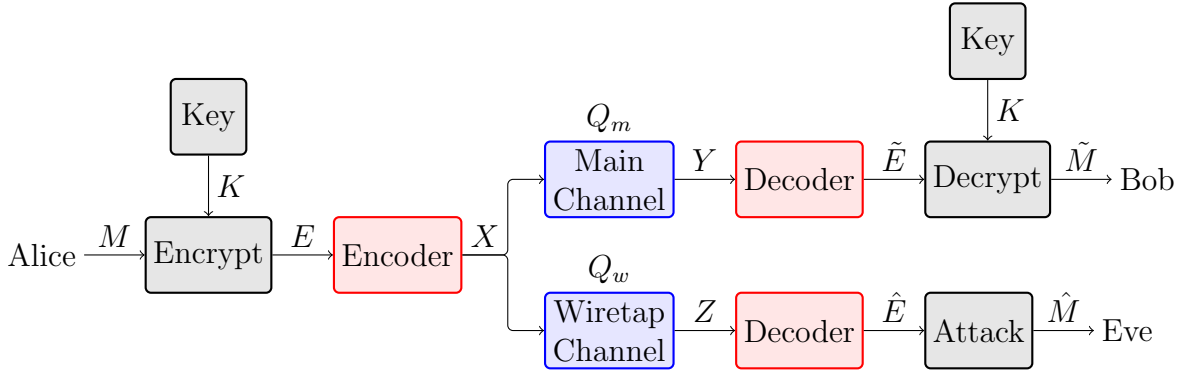 Key
K
Key
K
Q_m
Main
Channel
Y
Decoder
Ẽ
Decrypt
M̃
Bob
Alice
M
Encrypt
E
Encoder
X
Q_w
Wiretap
Channel
Z
Decoder
Ê
Attack
M̂
Eve